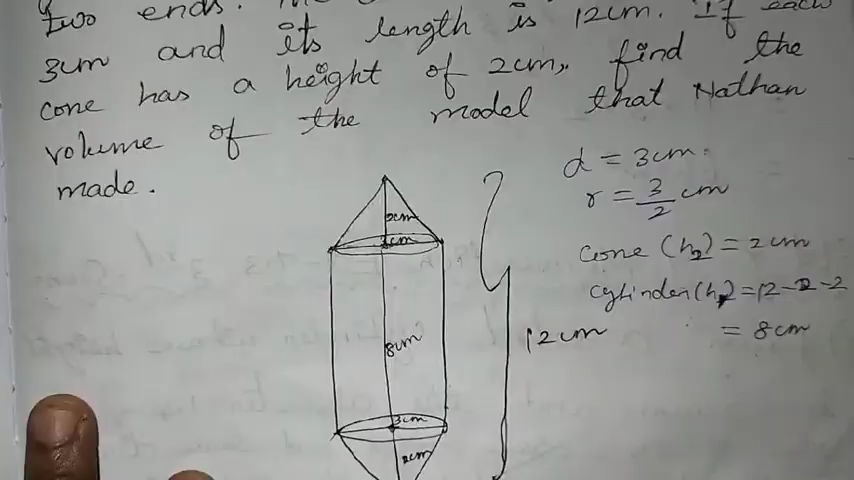 two ends. The
3cm and its length is 12cm. If each
cone has a height of 2cm, find the
volume of the model that Nathan
made.
d = 3cm.
r = 3/2 cm
cone (h2) = 2cm
cylinder(h1)=12-2-2
= 8cm
2cm
3cm
8cm
12cm
3cm
2cm